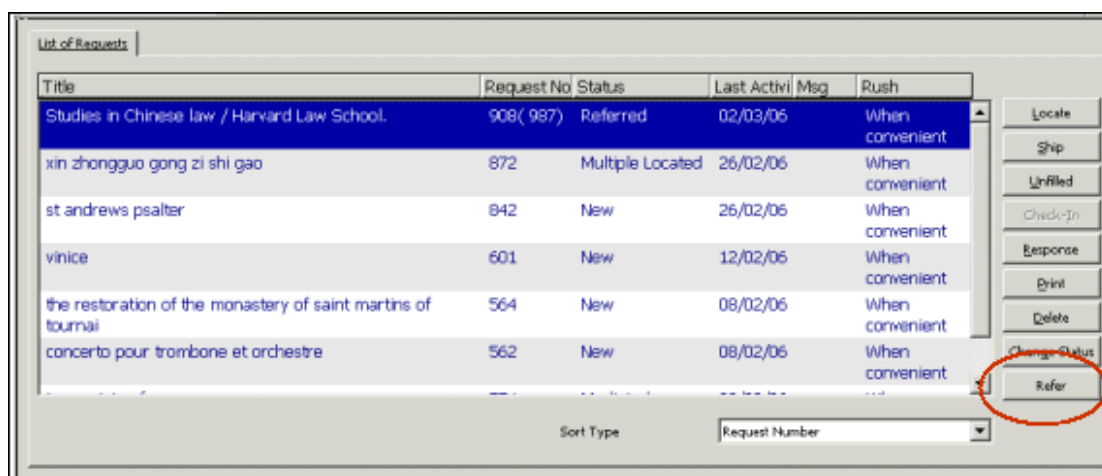 List of Requests
Title Request No Status Last Activi Msg Rush
Studies in Chinese law / Harvard Law School. 908( 987) Referred 02/03/06 When
convenient
Locate
Ship
xin zhongguo gong zi shi gao 872 Multiple Located 26/02/06 When
convenient
Unfilled
st andrews psalter 842 New 26/02/06 When
convenient
Check-In
vinice 601 New 12/02/06 When
convenient
Response
Print
the restoration of the monastery of saint martins of 564 New 08/02/06 When
tournai convenient
Delete
concerto pour trombone et orchestre 562 New 08/02/06 When
convenient
Change Status
Refer
Sort Type Request Number